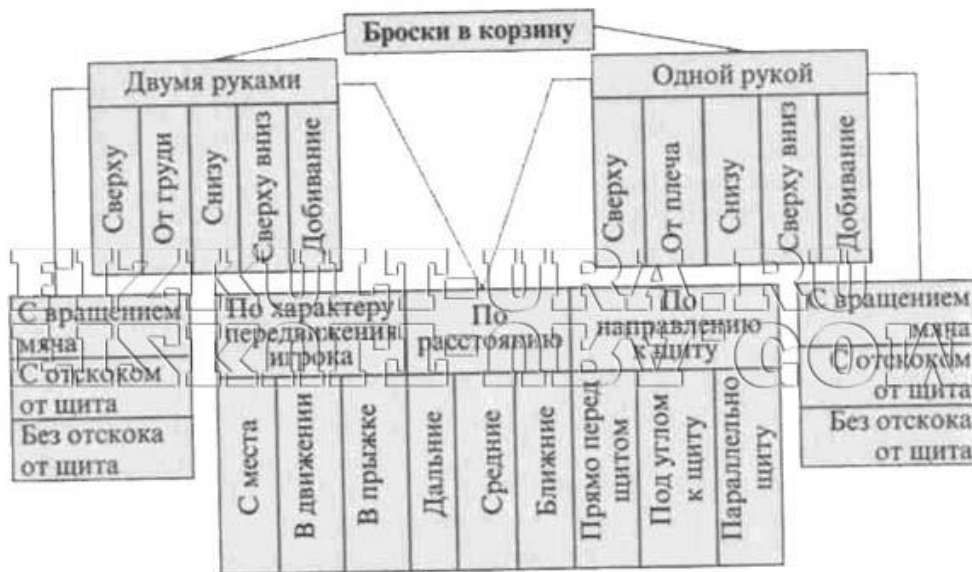 Броски в корзину
Двумя руками
Сверху
От груди
Снизу
Сверху вниз
Добивание
Одной рукой
Сверху
От плеча
Снизу
Сверху вниз
Добивание
С вращением
мяча
С отскоком
от щита
Без отскока
от щита
По характеру
передвижения
игрока
С места
В движении
В прыжке
По
расстоянию
Дальние
Средние
Ближние
По
направлению
к щиту
Прямо перед
щитом
Под углом
к щиту
Параллельно
щиту
С вращением
мяча
С отскоком
от щита
Без отскока
от щита